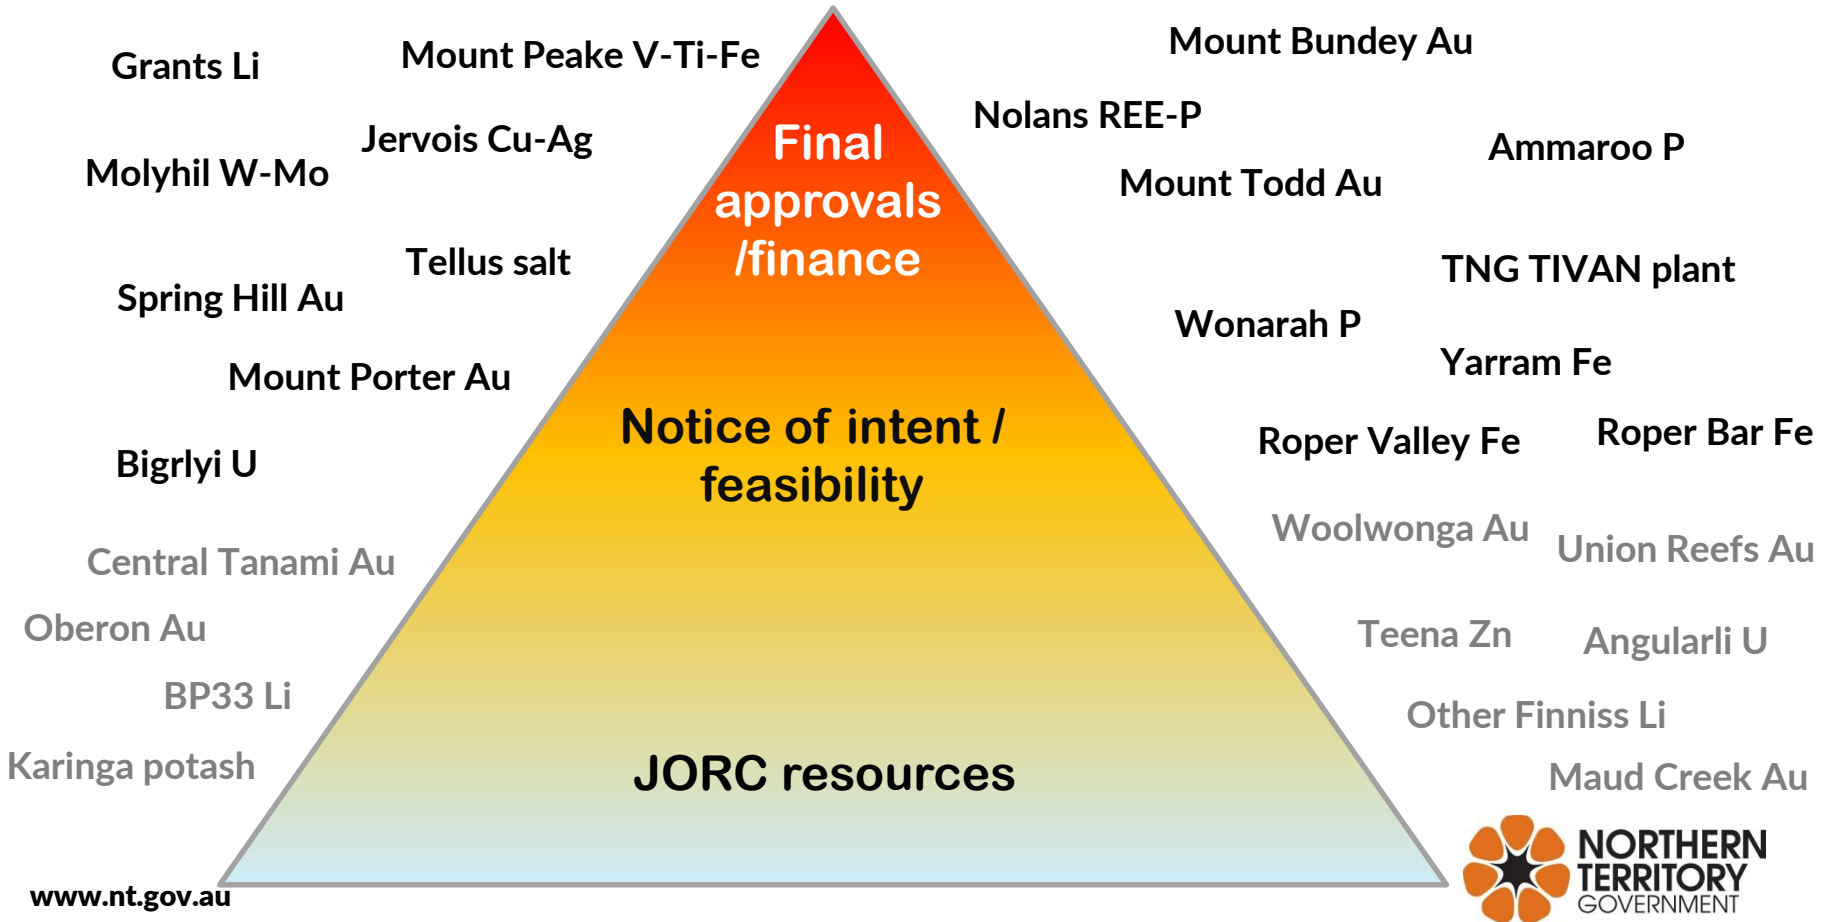 Grants Li
Mount Peake V-Ti-Fe
Mount Bundey Au
Nolans REE-P
Jervois Cu-Ag
Final
approvals
/finance
Ammaroo P
Molyhil W-Mo
Mount Todd Au
Tellus salt
TNG TIVAN plant
Spring Hill Au
Wonarah P
Yarram Fe
Mount Porter Au
Notice of intent /
feasibility
Roper Valley Fe
Roper Bar Fe
Bigrlyi U
Woolwonga Au
Union Reefs Au
Central Tanami Au
Oberon Au
Teena Zn
Angularli U
BP33 Li
Other Finniss Li
Karinga potash
JORC resources
Maud Creek Au
www.nt.gov.au
NORTHERN
TERRITORY
GOVERNMENT